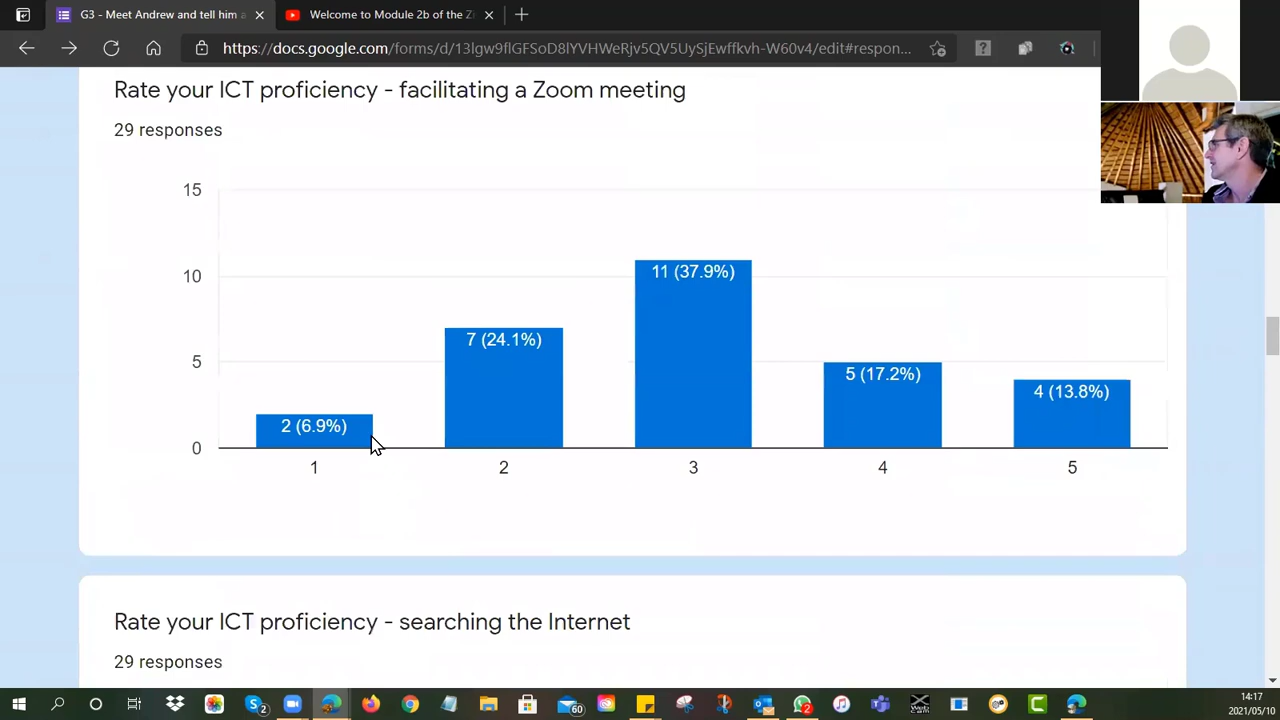 G3 - Meet Andrew and tell him a
Welcome to Module 2b of the Z
https://docs.google.com/forms/d/13lgw9flGFSoD8lYVHWeRjv5QV5UySjEwffkvh-W60v4/edit#respon...
Rate your ICT proficiency - facilitating a Zoom meeting
29 responses
15
10
5
0
2 (6.9%)
7 (24.1%)
11 (37.9%)
5 (17.2%)
4 (13.8%)
1
2
3
4
5
Rate your ICT proficiency - searching the Internet
29 responses
2
60
2
14:17
2021/05/10